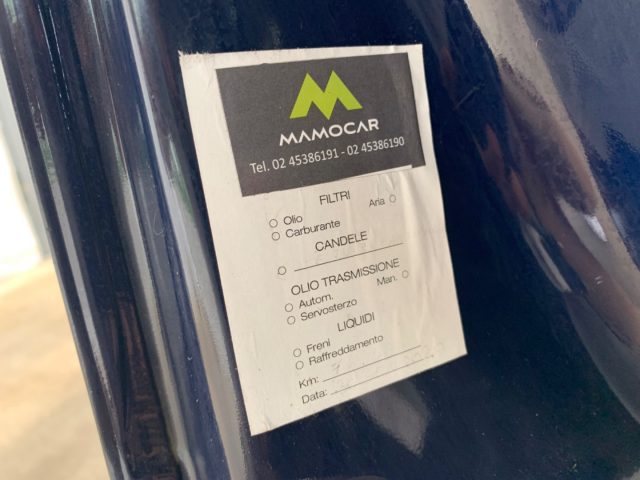 MAMOCAR
Tel. 02 45386191 - 02 45386190
FILTRI
Olio Aria
Carburante
CANDELE
OLIO TRASMISSIONE
Autom. Man.
Servosterzo
LIQUIDI
Freni
Raffreddamento
Km:
Data: